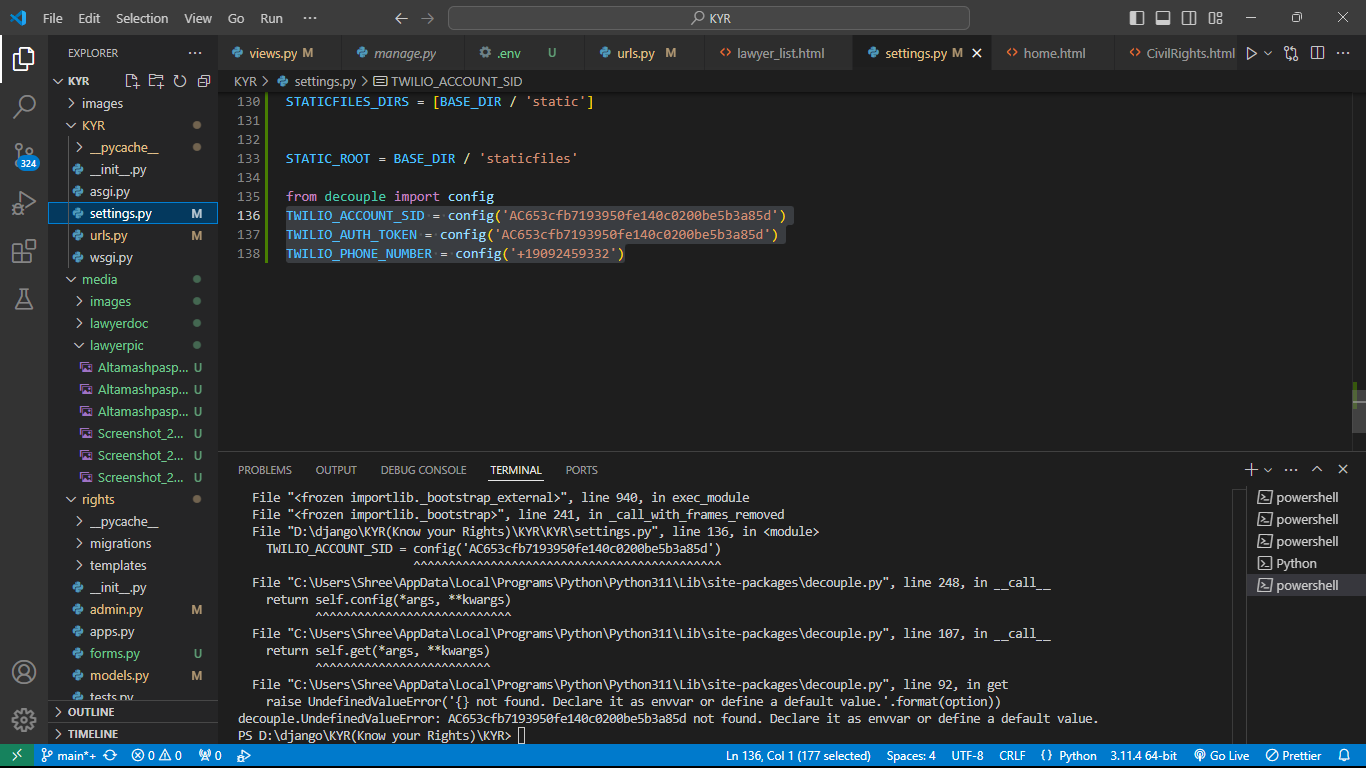 File Edit Selection View Go Run ··· KYR
EXPLORER ···
KYR
images
KYR
__pycache__
__init__.py
asgi.py
settings.py M
urls.py M
wsgi.py
media
images
lawyerdoc
lawyerpic
Altamashpasp... U
Altamashpasp... U
Altamashpasp... U
Screenshot_2... U
Screenshot_2... U
Screenshot_2... U
rights
__pycache__
migrations
templates
__init__.py
admin.py M
apps.py
forms.py U
models.py M
tests.py
OUTLINE
TIMELINE
324
views.py M manage.py .env U urls.py M lawyer_list.html settings.py M home.html CivilRights.html
KYR > settings.py > TWILIO_ACCOUNT_SID
130 STATICFILES_DIRS = [BASE_DIR / 'static']
131
132
133 STATIC_ROOT = BASE_DIR / 'staticfiles'
134
135 from decouple import config
136 TWILIO_ACCOUNT_SID = config('AC653cfb7193950fe140c0200be5b3a85d')
137 TWILIO_AUTH_TOKEN = config('AC653cfb7193950fe140c0200be5b3a85d')
138 TWILIO_PHONE_NUMBER = config('+19092459332')
PROBLEMS OUTPUT DEBUG CONSOLE TERMINAL PORTS
File "<frozen importlib._bootstrap_external>", line 940, in exec_module
File "<frozen importlib._bootstrap>", line 241, in _call_with_frames_removed
File "D:\django\KYR(Know your Rights)\KYR\KYR\settings.py", line 136, in <module>
TWILIO_ACCOUNT_SID = config('AC653cfb7193950fe140c0200be5b3a85d')
^^^^^^^^^^^^^^^^^^^^^^^^^^^^^^^^^^^^^^^^^^^^
File "C:\Users\Shree\AppData\Local\Programs\Python\Python311\Lib\site-packages\decouple.py", line 248, in __call__
return self.config(*args, **kwargs)
^^^^^^^^^^^^^^^^^^^^^^^^^^^^
File "C:\Users\Shree\AppData\Local\Programs\Python\Python311\Lib\site-packages\decouple.py", line 107, in __call__
return self.get(*args, **kwargs)
^^^^^^^^^^^^^^^^^^^^^^^^^
File "C:\Users\Shree\AppData\Local\Programs\Python\Python311\Lib\site-packages\decouple.py", line 92, in get
raise UndefinedValueError('{} not found. Declare it as envvar or define a default value.'.format(option))
decouple.UndefinedValueError: AC653cfb7193950fe140c0200be5b3a85d not found. Declare it as envvar or define a default value.
PS D:\django\KYR(Know your Rights)\KYR>
powershell
powershell
powershell
Python
powershell
main*+ 0 0 0 Ln 136, Col 1 (177 selected) Spaces: 4 UTF-8 CRLF {} Python 3.11.4 64-bit Go Live Prettier